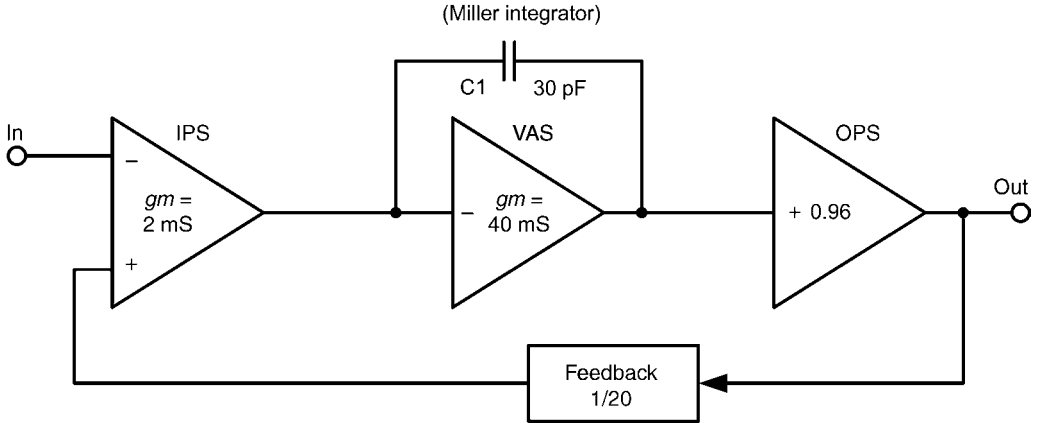 (Miller integrator)
C1
30 pF
In
IPS
VAS
OPS
−
gm =
2 mS
+
−
gm =
40 mS
+ 0.96
Out
Feedback
1/20